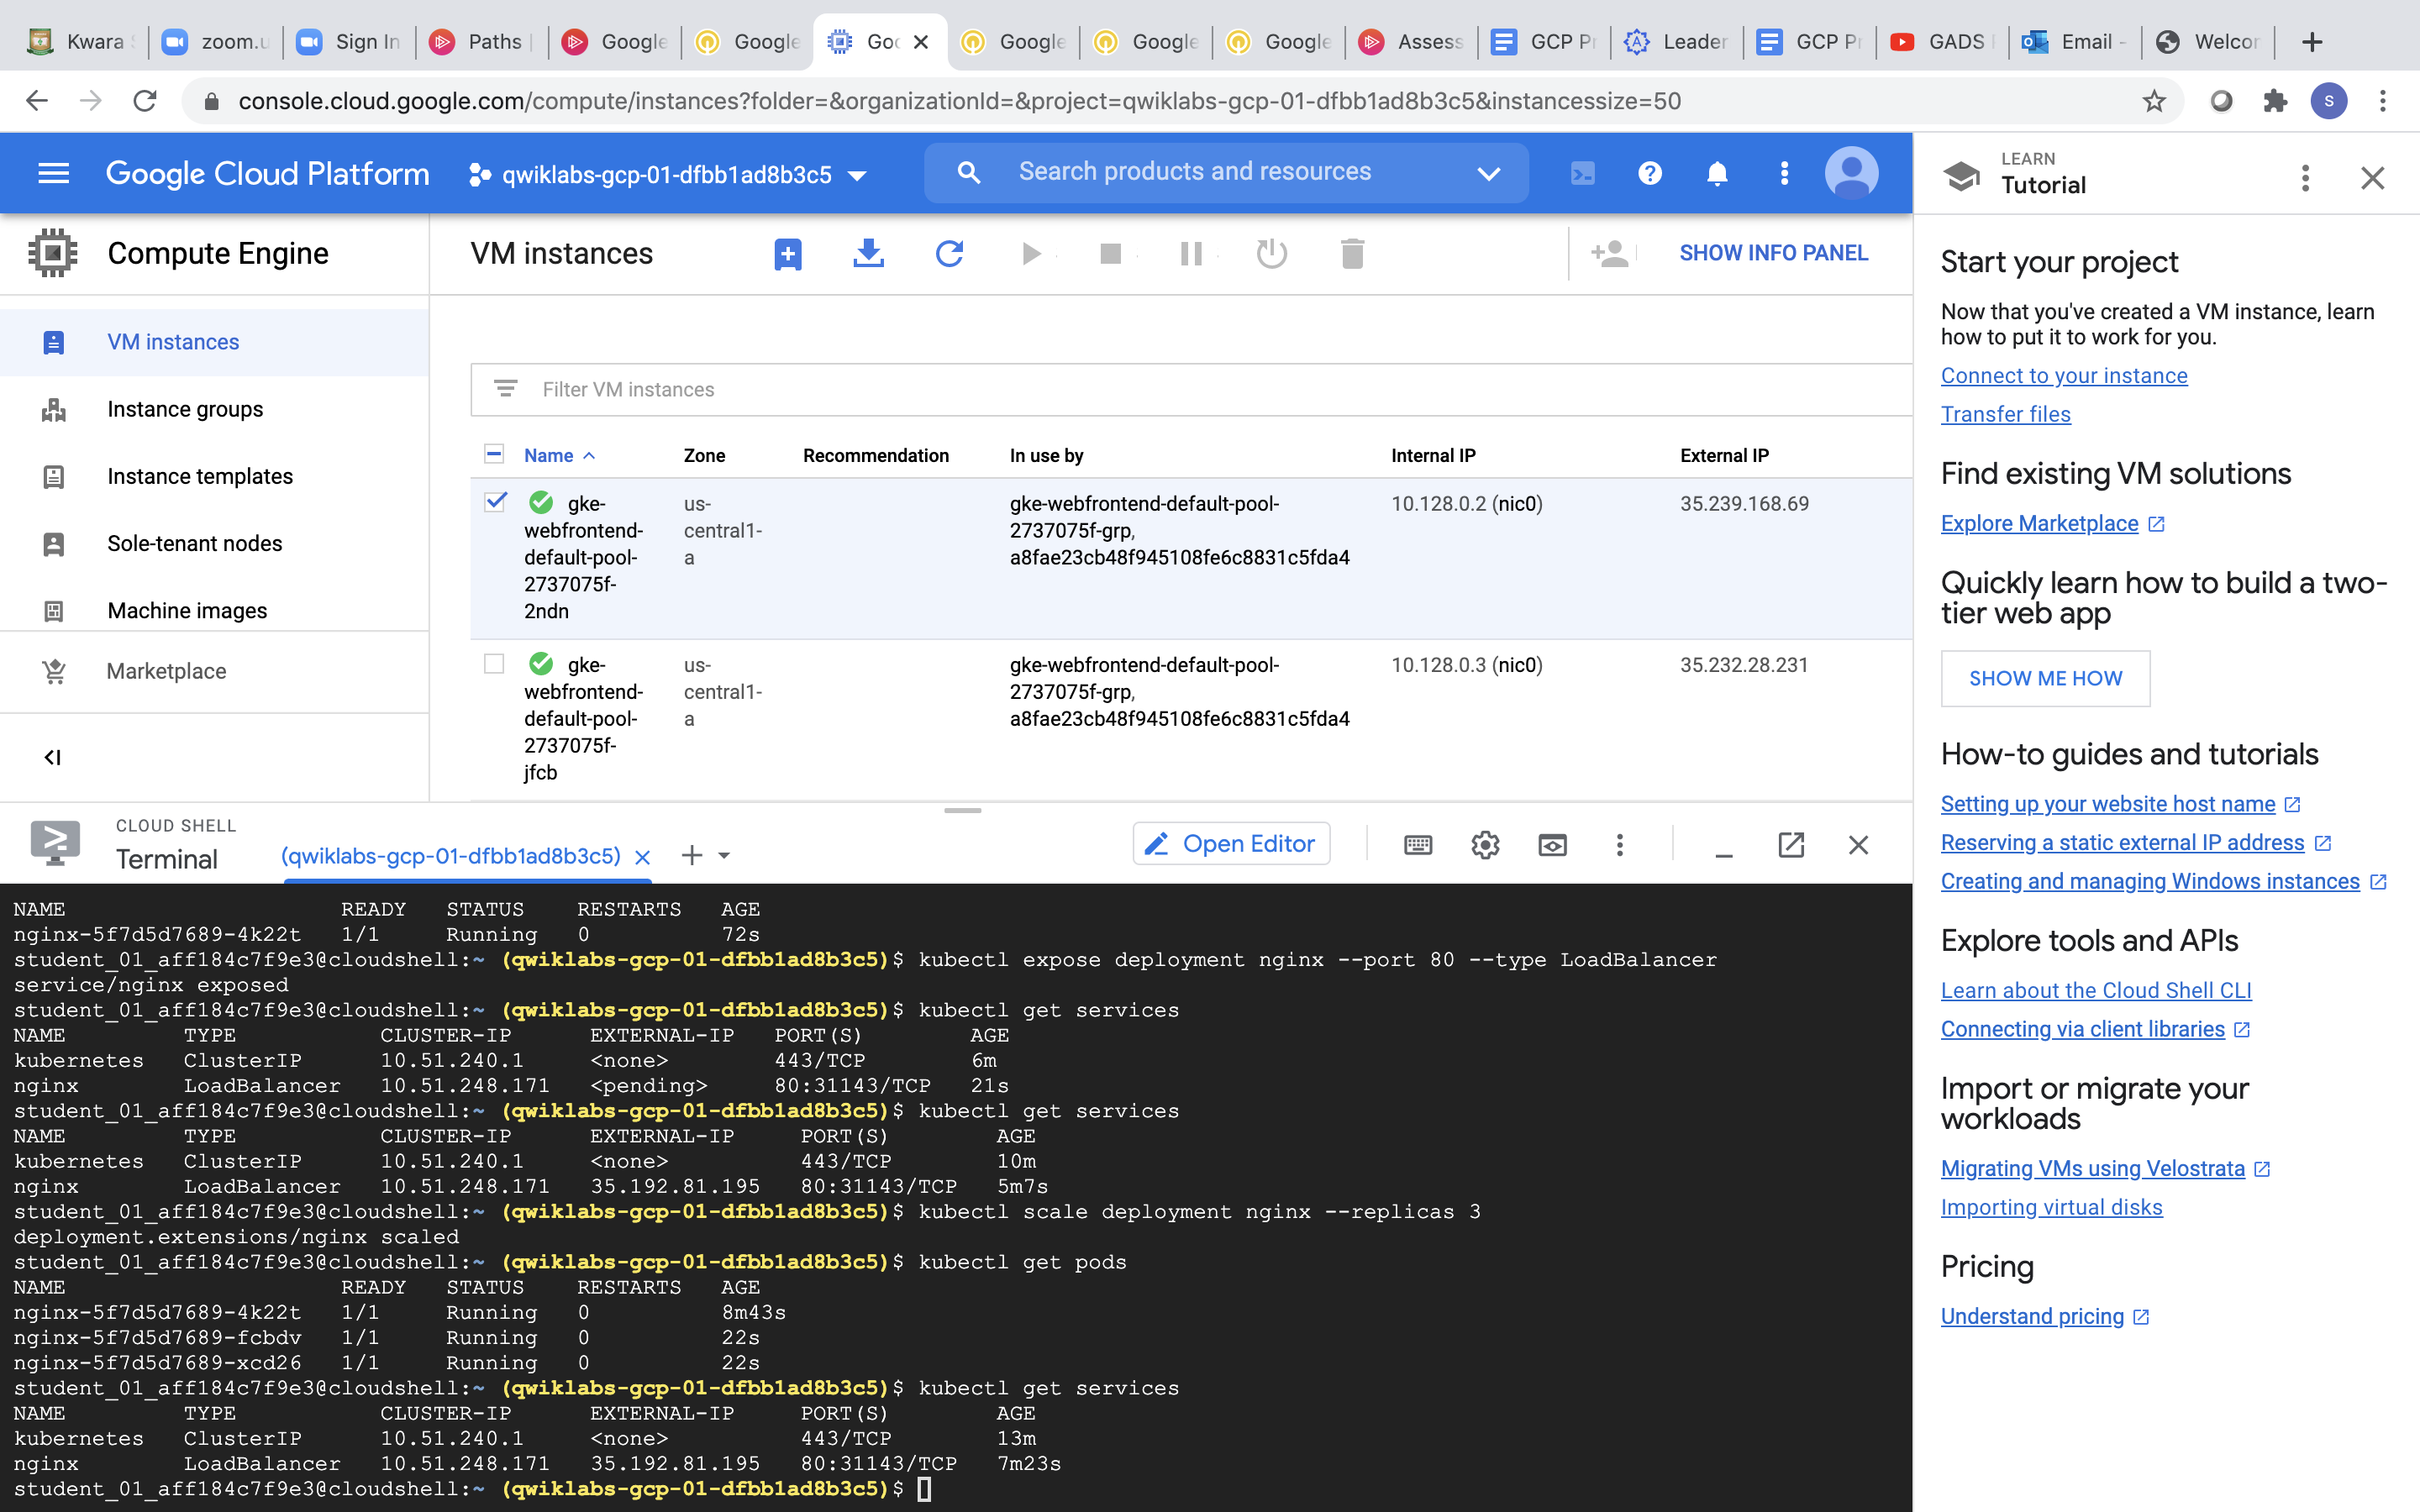 Kwara
zoom.u
Sign In
Paths
Google
Google
Goo
Google
Google
Google
Assess
GCP Pr
Leader
GCP Pr
GADS
Email -
Welcor
console.cloud.google.com/compute/instances?folder=&organizationId=&project=qwiklabs-gcp-01-dfbb1ad8b3c5&instancessize=50
S
Google Cloud Platform
qwiklabs-gcp-01-dfbb1ad8b3c5
Search products and resources
LEARN
Tutorial
Compute Engine
VM instances
SHOW INFO PANEL
VM instances
Instance groups
Instance templates
Sole-tenant nodes
Machine images
Marketplace
Filter VM instances
Name Zone Recommendation In use by Internal IP External IP
gke-webfrontend-default-pool-2737075f-2ndn us-central1-a gke-webfrontend-default-pool-2737075f-grp, a8fae23cb48f945108fe6c8831c5fda4 10.128.0.2 (nic0) 35.239.168.69
gke-webfrontend-default-pool-2737075f-jfcb us-central1-a gke-webfrontend-default-pool-2737075f-grp, a8fae23cb48f945108fe6c8831c5fda4 10.128.0.3 (nic0) 35.232.28.231
Start your project
Now that you've created a VM instance, learn
how to put it to work for you.
Connect to your instance
Transfer files
Find existing VM solutions
Explore Marketplace
Quickly learn how to build a two-
tier web app
SHOW ME HOW
How-to guides and tutorials
Setting up your website host name
Reserving a static external IP address
Creating and managing Windows instances
Explore tools and APIs
Learn about the Cloud Shell CLI
Connecting via client libraries
Import or migrate your
workloads
Migrating VMs using Velostrata
Importing virtual disks
Pricing
Understand pricing
CLOUD SHELL
Terminal
(qwiklabs-gcp-01-dfbb1ad8b3c5)
Open Editor
NAME READY STATUS RESTARTS AGE
nginx-5f7d5d7689-4k22t 1/1 Running 0 72s
student_01_aff184c7f9e3@cloudshell:~ (qwiklabs-gcp-01-dfbb1ad8b3c5)$ kubectl expose deployment nginx --port 80 --type LoadBalancer
service/nginx exposed
student_01_aff184c7f9e3@cloudshell:~ (qwiklabs-gcp-01-dfbb1ad8b3c5)$ kubectl get services
NAME TYPE CLUSTER-IP EXTERNAL-IP PORT(S) AGE
kubernetes ClusterIP 10.51.240.1 <none> 443/TCP 6m
nginx LoadBalancer 10.51.248.171 <pending> 80:31143/TCP 21s
student_01_aff184c7f9e3@cloudshell:~ (qwiklabs-gcp-01-dfbb1ad8b3c5)$ kubectl get services
NAME TYPE CLUSTER-IP EXTERNAL-IP PORT(S) AGE
kubernetes ClusterIP 10.51.240.1 <none> 443/TCP 10m
nginx LoadBalancer 10.51.248.171 35.192.81.195 80:31143/TCP 5m7s
student_01_aff184c7f9e3@cloudshell:~ (qwiklabs-gcp-01-dfbb1ad8b3c5)$ kubectl scale deployment nginx --replicas 3
deployment.extensions/nginx scaled
student_01_aff184c7f9e3@cloudshell:~ (qwiklabs-gcp-01-dfbb1ad8b3c5)$ kubectl get pods
NAME READY STATUS RESTARTS AGE
nginx-5f7d5d7689-4k22t 1/1 Running 0 8m43s
nginx-5f7d5d7689-fcbdv 1/1 Running 0 22s
nginx-5f7d5d7689-xcd26 1/1 Running 0 22s
student_01_aff184c7f9e3@cloudshell:~ (qwiklabs-gcp-01-dfbb1ad8b3c5)$ kubectl get services
NAME TYPE CLUSTER-IP EXTERNAL-IP PORT(S) AGE
kubernetes ClusterIP 10.51.240.1 <none> 443/TCP 13m
nginx LoadBalancer 10.51.248.171 35.192.81.195 80:31143/TCP 7m23s
student_01_aff184c7f9e3@cloudshell:~ (qwiklabs-gcp-01-dfbb1ad8b3c5)$